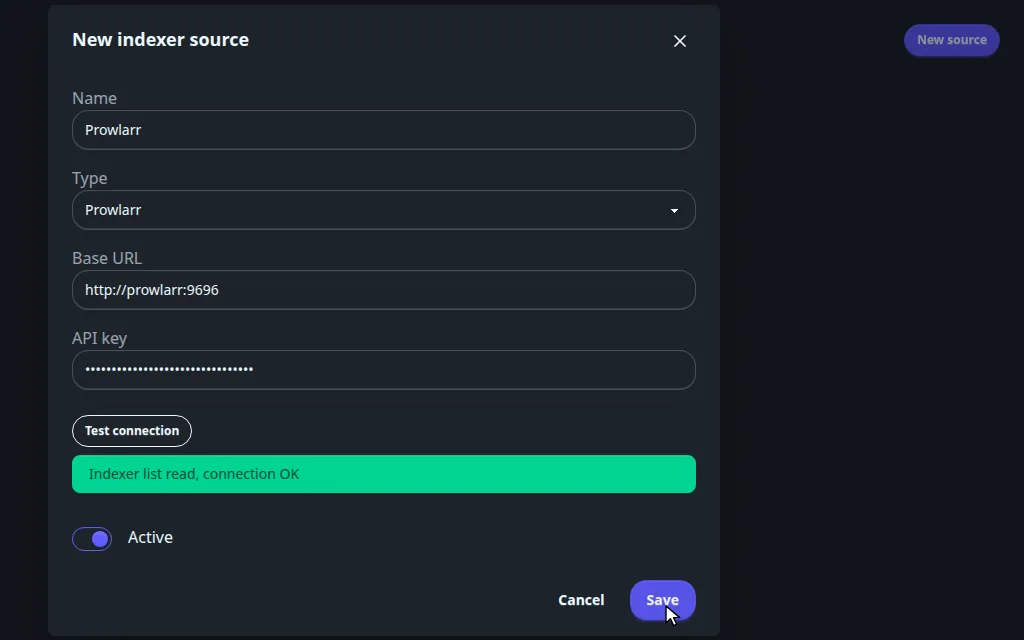 New indexer source
New source
Name
Prowlarr
Type
Prowlarr
Base URL
http://prowlarr:9696
API key
••••••••••••••••••••••••••••••••
Test connection
Indexer list read, connection OK
Active
Cancel
Save